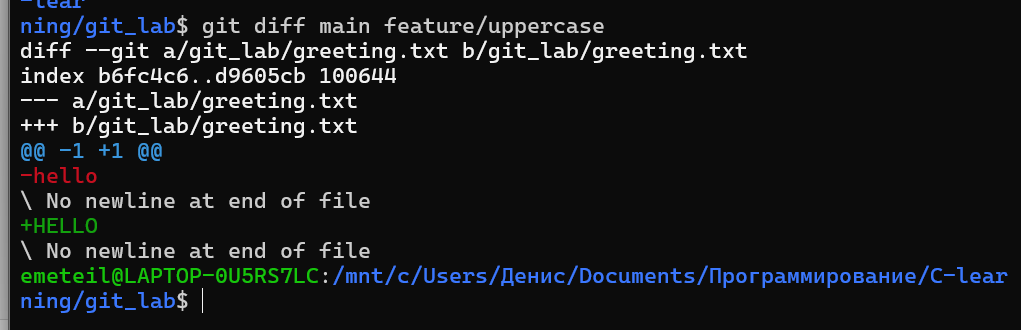 -lear
ning/git_lab$ git diff main feature/uppercase
diff --git a/git_lab/greeting.txt b/git_lab/greeting.txt
index b6fc4c6..d9605cb 100644
--- a/git_lab/greeting.txt
+++ b/git_lab/greeting.txt
@@ -1 +1 @@
-hello
\ No newline at end of file
+HELLO
\ No newline at end of file
emeteil@LAPTOP-0U5RS7LC:/mnt/c/Users/Денис/Documents/Программирование/C-lear
ning/git_lab$